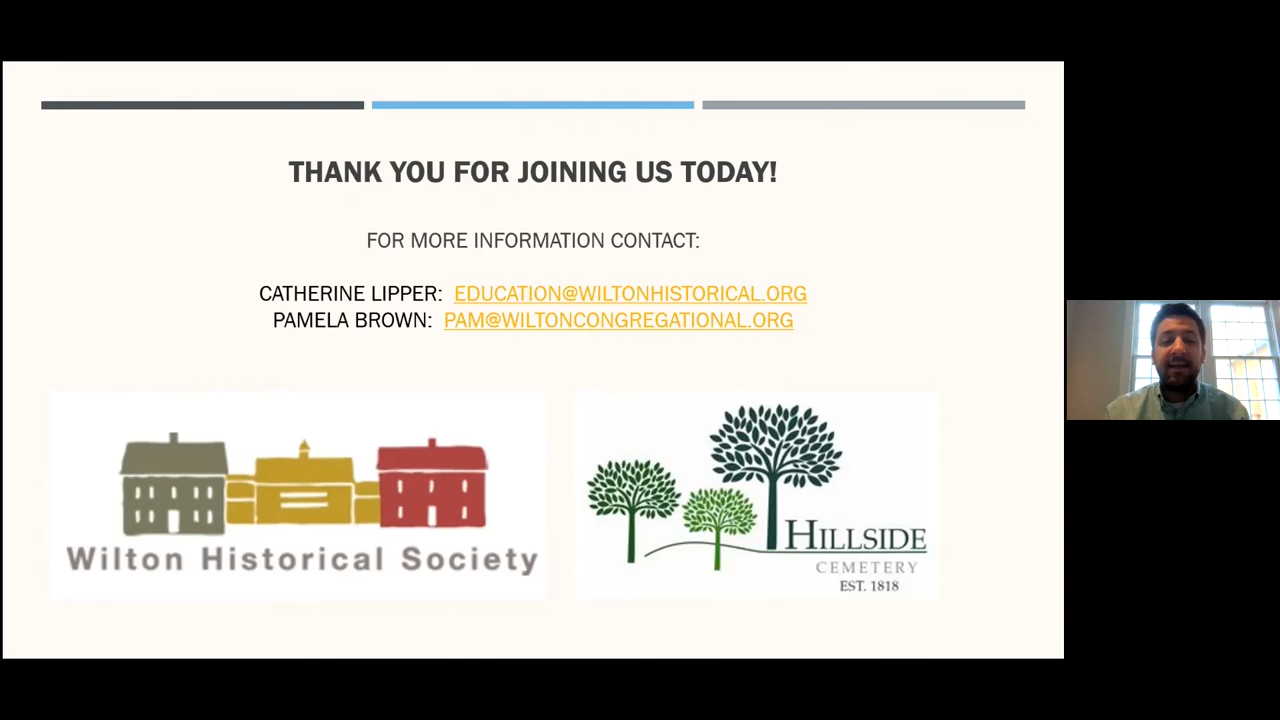 THANK YOU FOR JOINING US TODAY!
FOR MORE INFORMATION CONTACT:
CATHERINE LIPPER: EDUCATION@WILTONHISTORICAL.ORG
PAMELA BROWN: PAM@WILTONCONGREGATIONAL.ORG
Wilton Historical Society
HILLSIDE
CEMETERY
EST. 1818